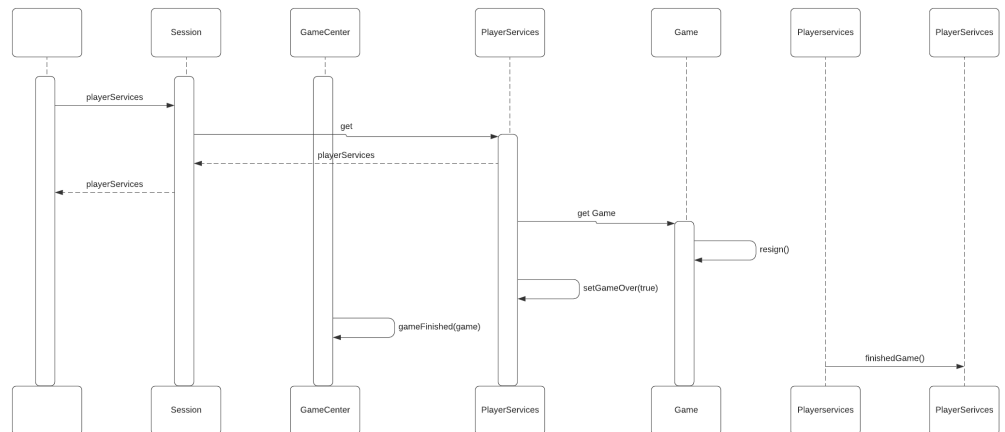 Session
GameCenter
PlayerServices
Game
Playerservices
PlayerSerivces
playerServices
get
playerServices
playerServices
get Game
resign()
setGameOver(true)
gameFinished(game)
finishedGame()
Session
GameCenter
PlayerServices
Game
Playerservices
PlayerSerivces